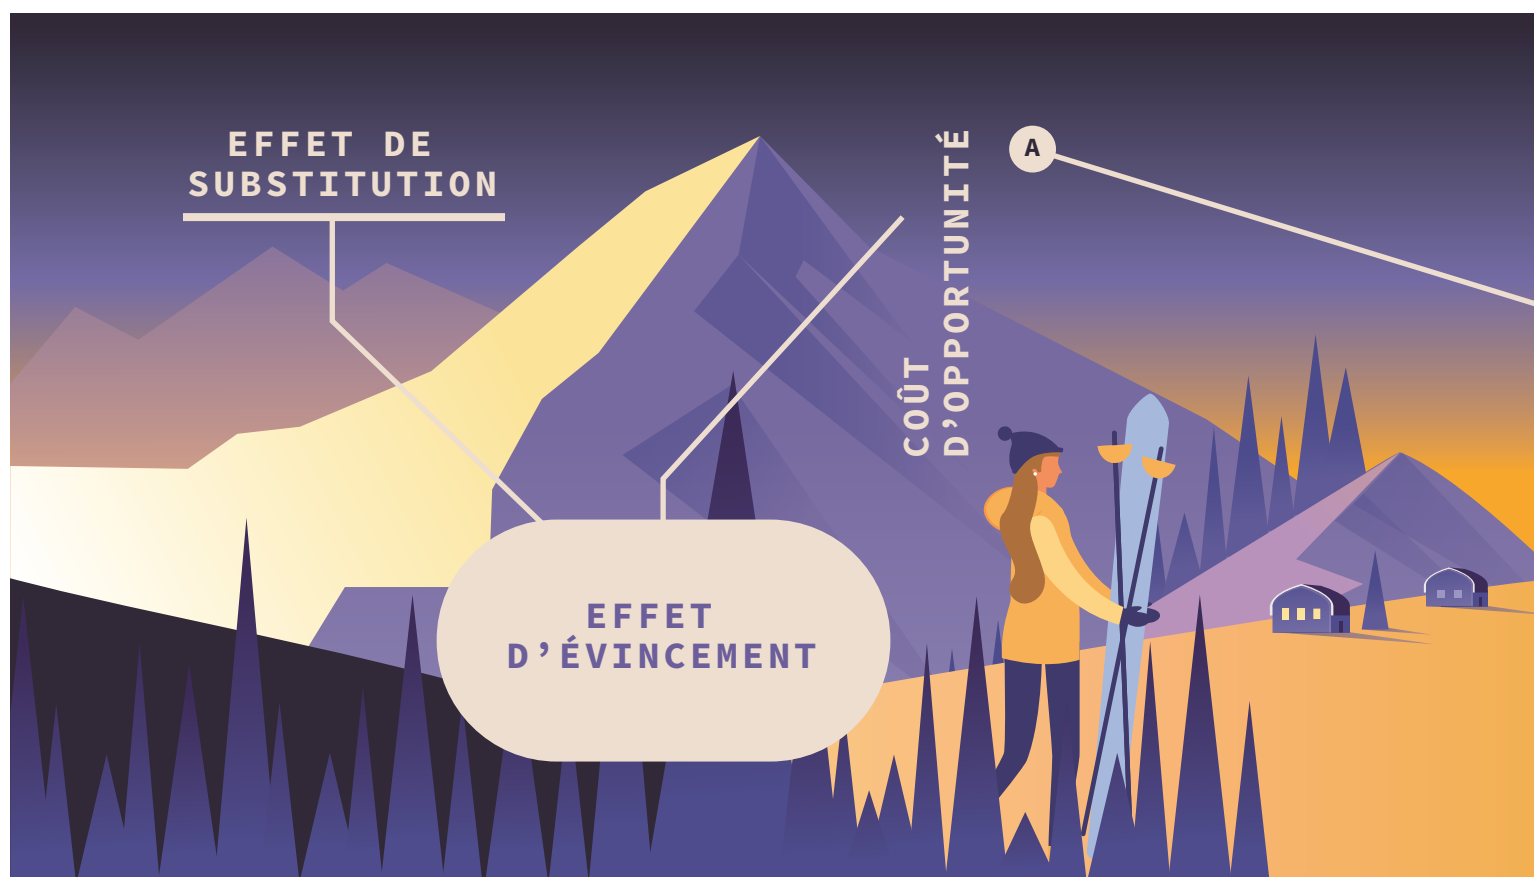 EFFET DE
SUBSTITUTION
COÛT
D’OPPORTUNITÉ
A
EFFET
D’ÉVINCEMENT